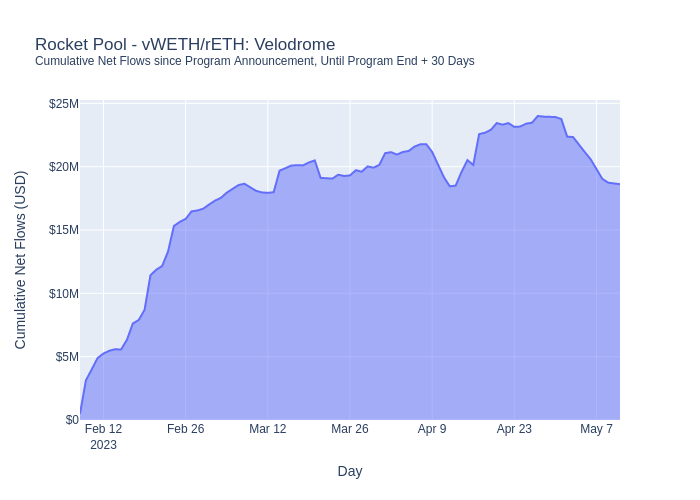 Rocket Pool - vWETH/rETH: Velodrome
Cumulative Net Flows since Program Announcement, Until Program End + 30 Days
Cumulative Net Flows (USD)
$25M
$20M
$15M
$10M
$5M
$0
Feb 12
2023
Feb 26
Mar 12
Mar 26
Apr 9
Apr 23
May 7
Day